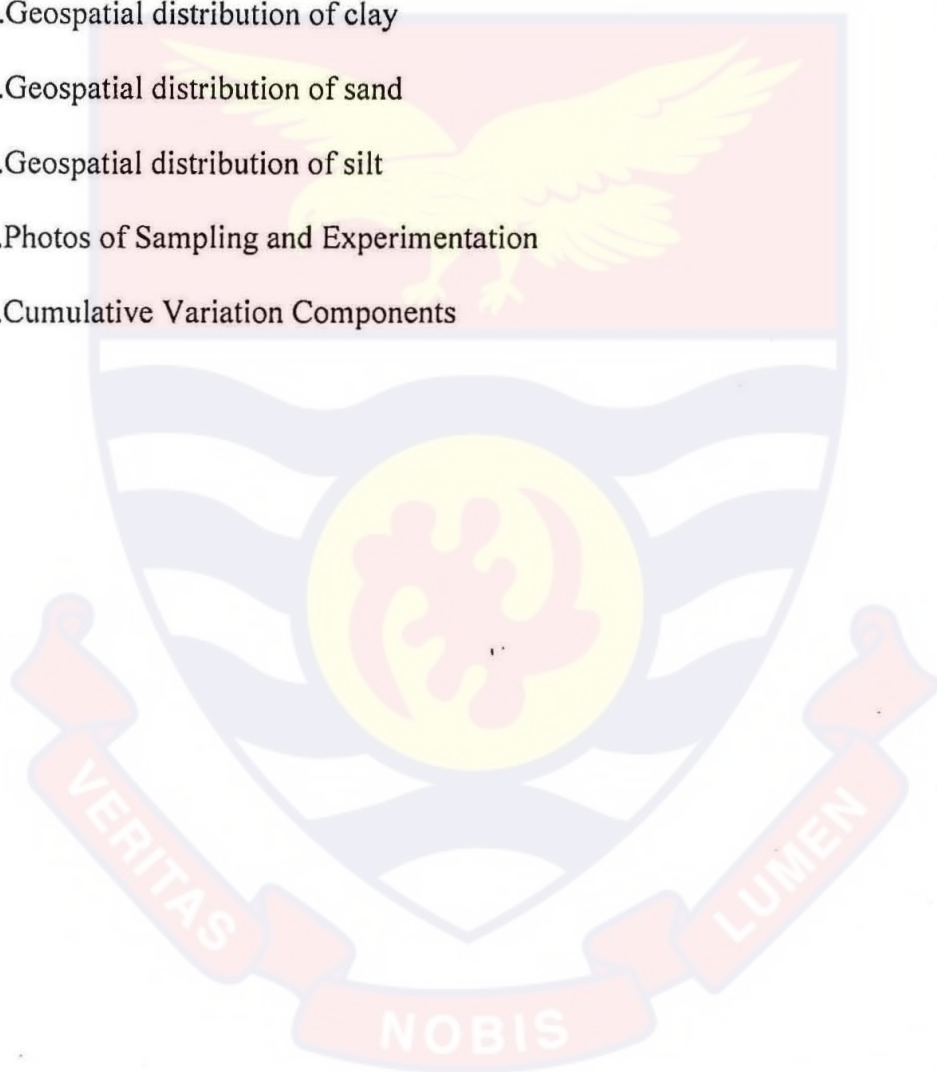 .Geospatial distribution of clay
.Geospatial distribution of sand
.Geospatial distribution of silt
.Photos of Sampling and Experimentation
.Cumulative Variation Components
VERITAS
NOBIS
LUMEN